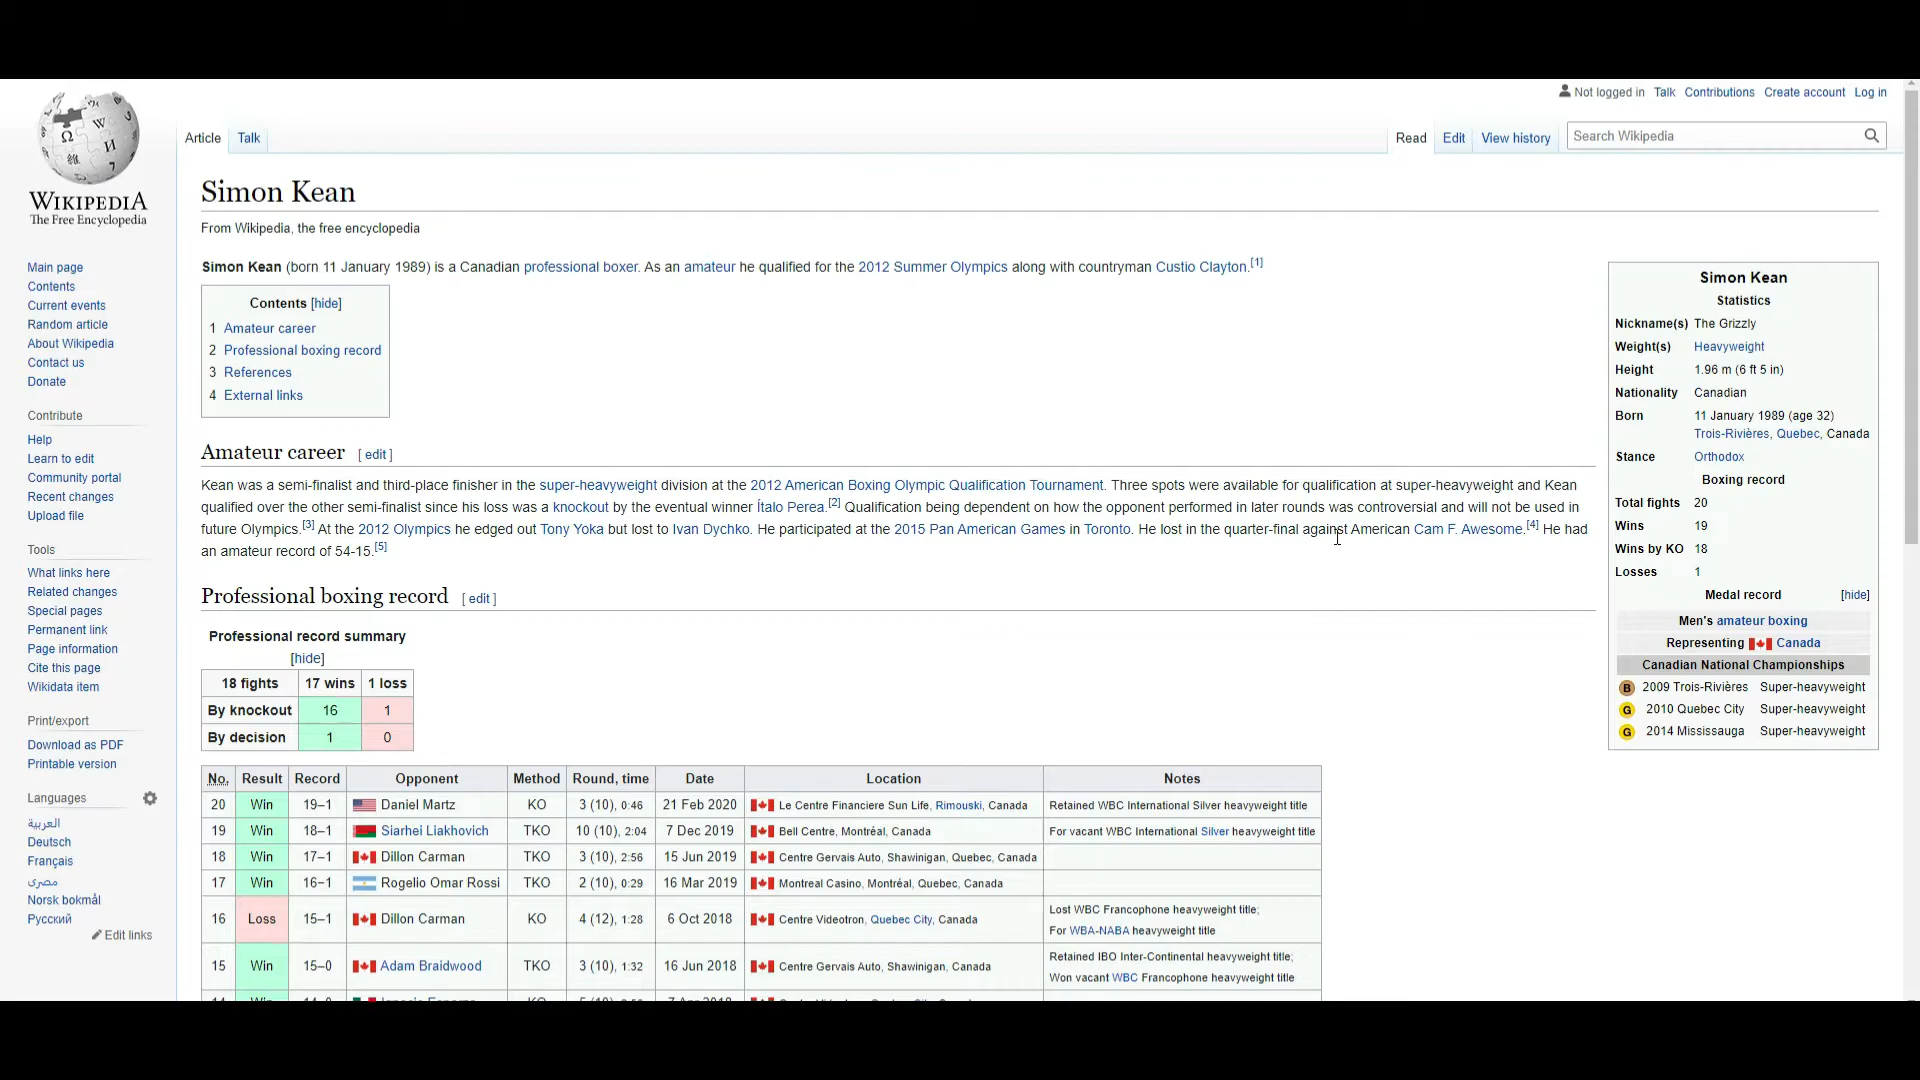 Not logged in Talk Contributions Create account Log in
Article Talk Read Edit View history Search Wikipedia
WIKIPEDIA
The Free Encyclopedia
Main page
Contents
Current events
Random article
About Wikipedia
Contact us
Donate
Contribute
Help
Learn to edit
Community portal
Recent changes
Upload file
Tools
What links here
Related changes
Special pages
Permanent link
Page information
Cite this page
Wikidata item
Print/export
Download as PDF
Printable version
Languages
العربية
Deutsch
Français
مصرى
Norsk bokmål
Русский
Edit links
Simon Kean
From Wikipedia, the free encyclopedia
Simon Kean (born 11 January 1989) is a Canadian professional boxer. As an amateur he qualified for the 2012 Summer Olympics along with countryman Custio Clayton.[1]
Contents [hide]
1 Amateur career
2 Professional boxing record
3 References
4 External links
Amateur career [ edit ]
Kean was a semi-finalist and third-place finisher in the super-heavyweight division at the 2012 American Boxing Olympic Qualification Tournament. Three spots were available for qualification at super-heavyweight and Kean
qualified over the other semi-finalist since his loss was a knockout by the eventual winner Ítalo Perea.[2] Qualification being dependent on how the opponent performed in later rounds was controversial and will not be used in
future Olympics.[3] At the 2012 Olympics he edged out Tony Yoka but lost to Ivan Dychko. He participated at the 2015 Pan American Games in Toronto. He lost in the quarter-final against American Cam F. Awesome.[4] He had
an amateur record of 54-15.[5]
Professional boxing record [ edit ]
Professional record summary
[hide]
18 fights 17 wins 1 loss
By knockout 16 1
By decision 1 0
No. Result Record Opponent Method Round, time Date Location Notes
20 Win 19–1 Daniel Martz KO 3 (10), 0:46 21 Feb 2020 Le Centre Financiere Sun Life, Rimouski, Canada Retained WBC International Silver heavyweight title
19 Win 18–1 Siarhei Liakhovich TKO 10 (10), 2:04 7 Dec 2019 Bell Centre, Montréal, Canada For vacant WBC International Silver heavyweight title
18 Win 17–1 Dillon Carman TKO 3 (10), 2:56 15 Jun 2019 Centre Gervais Auto, Shawinigan, Quebec, Canada
17 Win 16–1 Rogelio Omar Rossi TKO 2 (10), 0:29 16 Mar 2019 Montreal Casino, Montréal, Quebec, Canada
16 Loss 15–1 Dillon Carman KO 4 (12), 1:28 6 Oct 2018 Centre Videotron, Quebec City, Canada Lost WBC Francophone heavyweight title;
For WBA-NABA heavyweight title
15 Win 15–0 Adam Braidwood TKO 3 (10), 1:32 16 Jun 2018 Centre Gervais Auto, Shawinigan, Canada Retained IBO Inter-Continental heavyweight title;
Won vacant WBC Francophone heavyweight title
Simon Kean
Statistics
Nickname(s) The Grizzly
Weight(s) Heavyweight
Height 1.96 m (6 ft 5 in)
Nationality Canadian
Born 11 January 1989 (age 32)
Trois-Rivières, Quebec, Canada
Stance Orthodox
Boxing record
Total fights 20
Wins 19
Wins by KO 18
Losses 1
Medal record [hide]
Men's amateur boxing
Representing Canada
Canadian National Championships
B 2009 Trois-Rivières Super-heavyweight
G 2010 Quebec City Super-heavyweight
G 2014 Mississauga Super-heavyweight